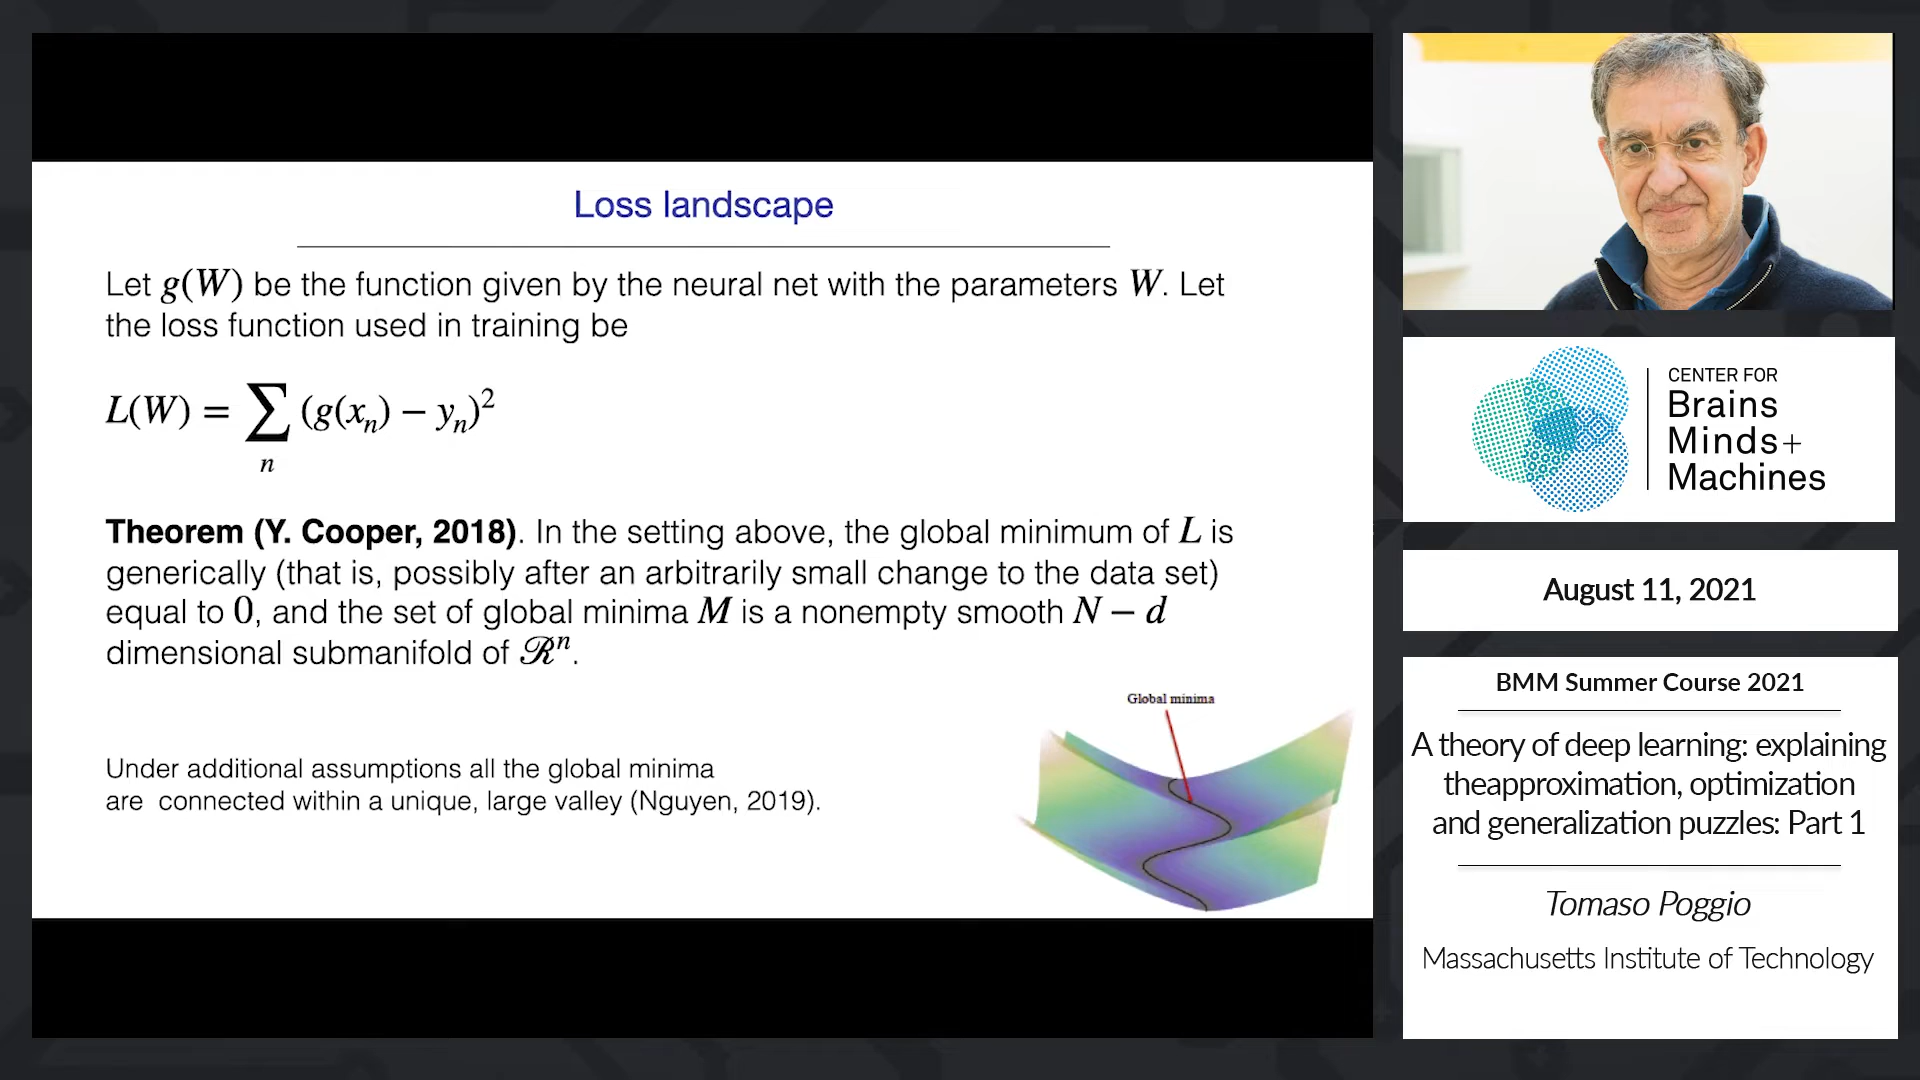 Loss landscape
Let g(W) be the function given by the neural net with the parameters W. Let
the loss function used in training be
L(W) = ∑ₙ (g(xₙ) − yₙ)²
Theorem (Y. Cooper, 2018). In the setting above, the global minimum of L is
generically (that is, possibly after an arbitrarily small change to the data set)
equal to 0, and the set of global minima M is a nonempty smooth N − d
dimensional submanifold of ℛⁿ.
Under additional assumptions all the global minima
are connected within a unique, large valley (Nguyen, 2019).
Global minima
CENTER FOR
Brains
Minds+
Machines
August 11, 2021
BMM Summer Course 2021
A theory of deep learning: explaining
theapproximation, optimization
and generalization puzzles: Part 1
Tomaso Poggio
Massachusetts Institute of Technology